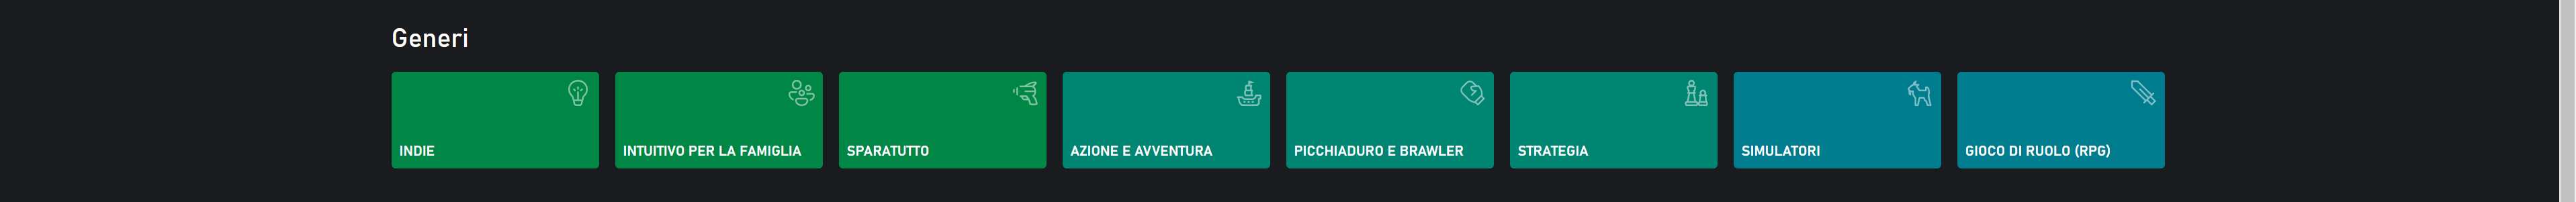 Generi
INDIE
INTUITIVO PER LA FAMIGLIA
SPARATUTTO
AZIONE E AVVENTURA
PICCHIADURO E BRAWLER
STRATEGIA
SIMULATORI
GIOCO DI RUOLO (RPG)